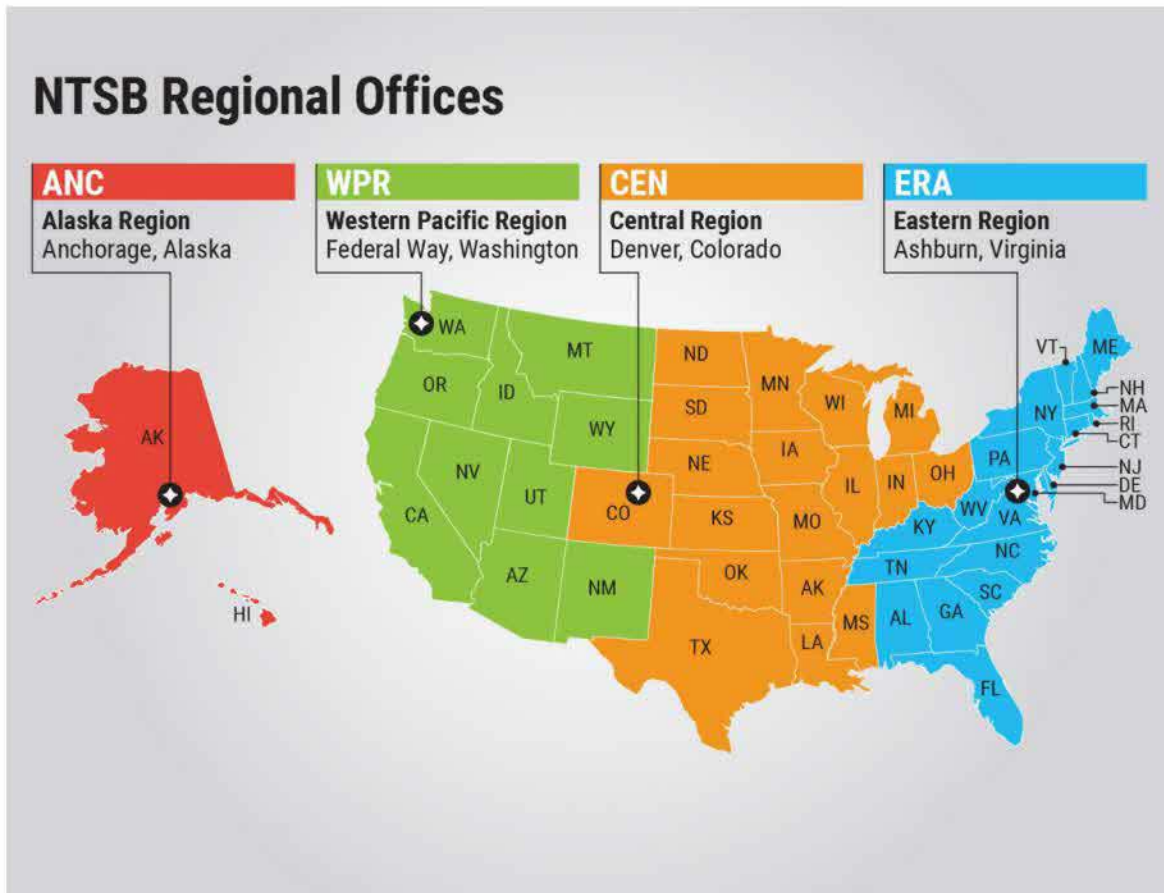 NTSB Regional Offices
ANC
Alaska Region
Anchorage, Alaska
WPR
Western Pacific Region
Federal Way, Washington
CEN
Central Region
Denver, Colorado
ERA
Eastern Region
Ashburn, Virginia
AK
HI
WA
OR
ID
MT
WY
NV
CA
UT
AZ
NM
ND
SD
NE
CO
KS
OK
TX
MN
IA
MO
AK
LA
WI
IL
MI
IN
OH
MS
VT
ME
NH
MA
RI
CT
NY
PA
NJ
DE
MD
WV
VA
KY
NC
TN
SC
AL
GA
FL